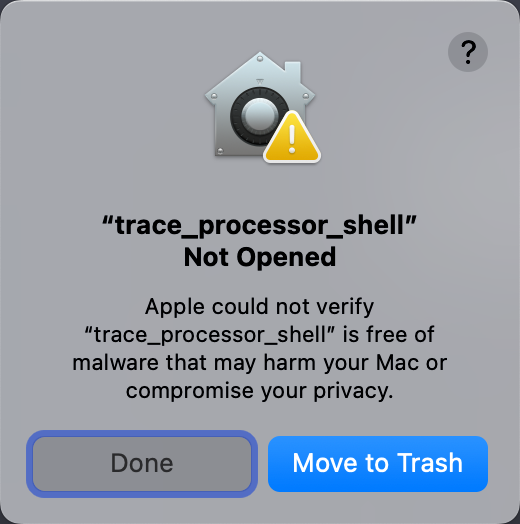 ?
“trace_processor_shell”
Not Opened
Apple could not verify
“trace_processor_shell” is free of
malware that may harm your Mac or
compromise your privacy.
Done
Move to Trash